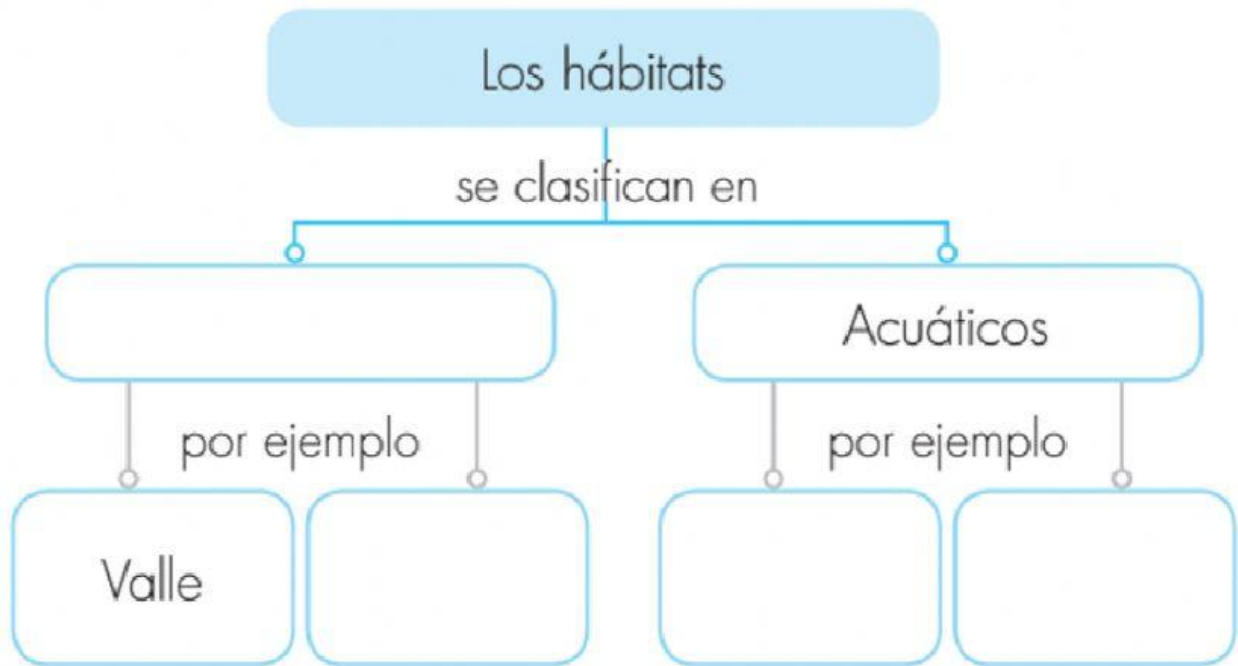 Los hábitats
se clasifican en
Acuáticos
por ejemplo
por ejemplo
Valle